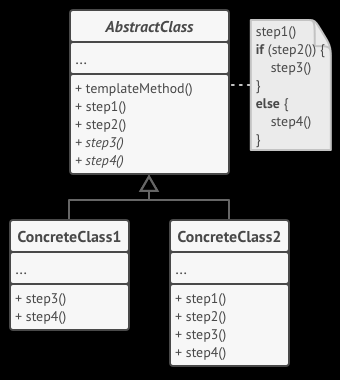 AbstractClass
...
+ templateMethod()
+ step1()
+ step2()
+ step3()
+ step4()
step1()
if (step2()) {
step3()
}
else {
step4()
}
ConcreteClass1
...
+ step3()
+ step4()
ConcreteClass2
...
+ step1()
+ step2()
+ step3()
+ step4()